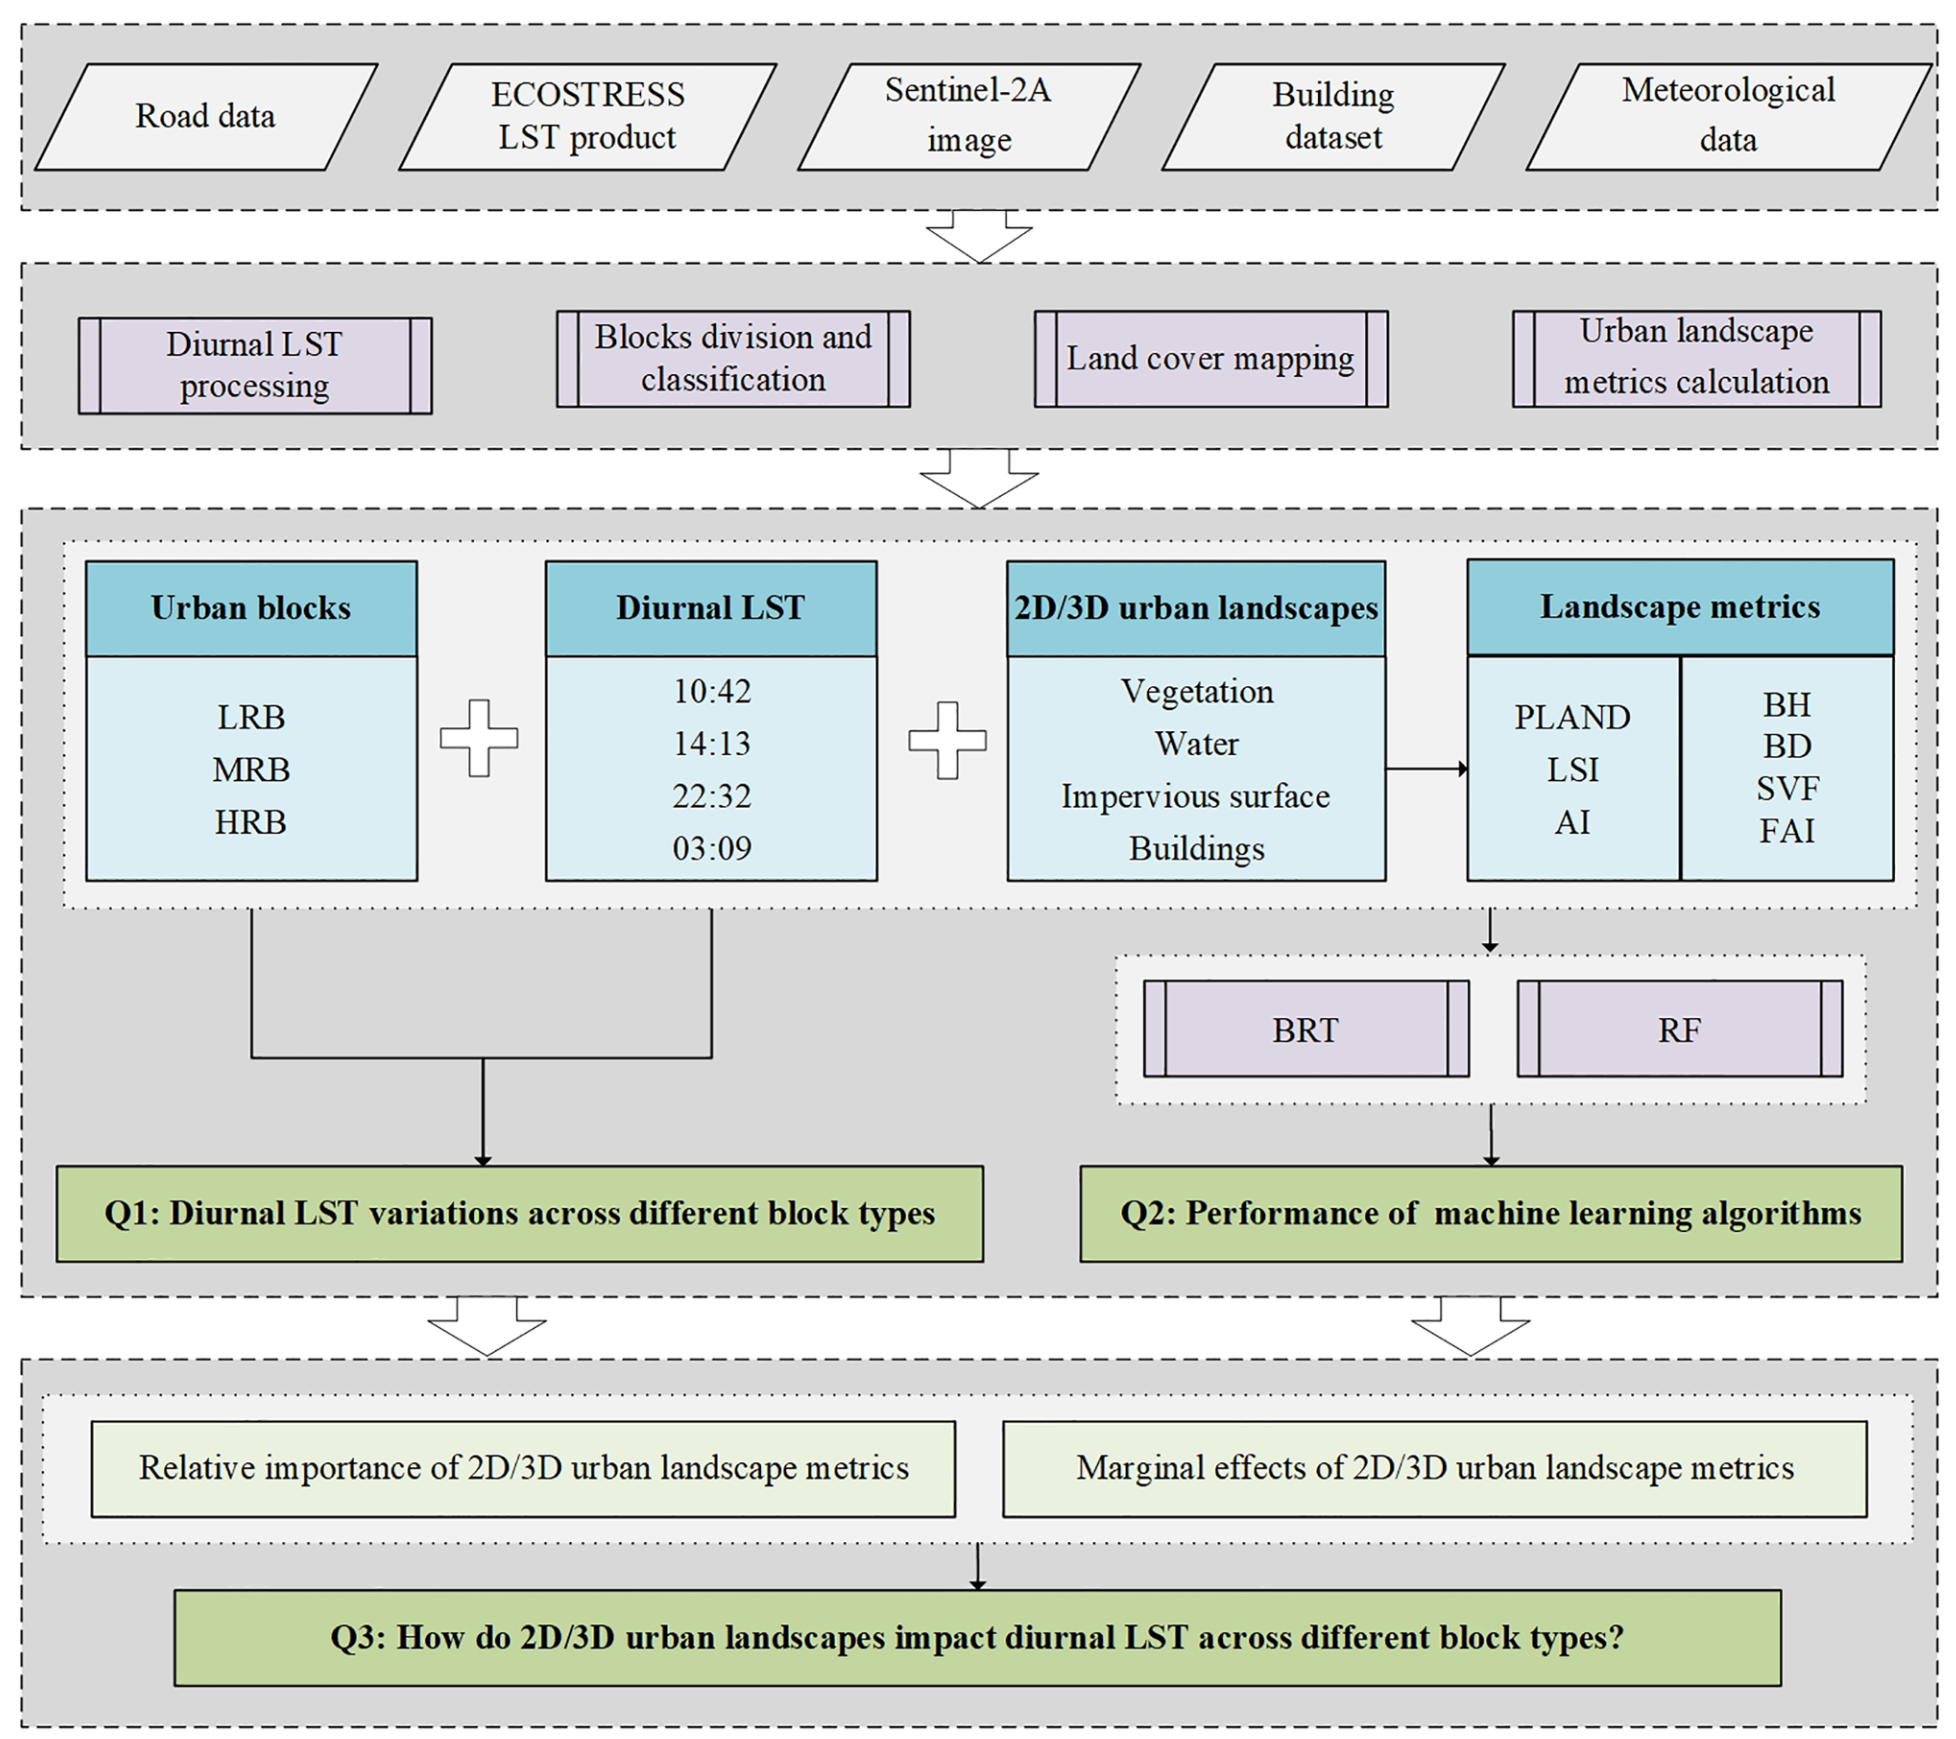 Road data
ECOSTRESS
LST product
Sentinel-2A
image
Building
dataset
Meteorological
data
Diurnal LST
processing
Blocks division and
classification
Land cover mapping
Urban landscape
metrics calculation
Urban blocks
LRB
MRB
HRB
Diurnal LST
10:42
14:13
22:32
03:09
2D/3D urban landscapes
Vegetation
Water
Impervious surface
Buildings
Landscape metrics
PLAND
LSI
AI
BH
BD
SVF
FAI
BRT
RF
Q1: Diurnal LST variations across different block types
Q2: Performance of machine learning algorithms
Relative importance of 2D/3D urban landscape metrics
Marginal effects of 2D/3D urban landscape metrics
Q3: How do 2D/3D urban landscapes impact diurnal LST across different block types?